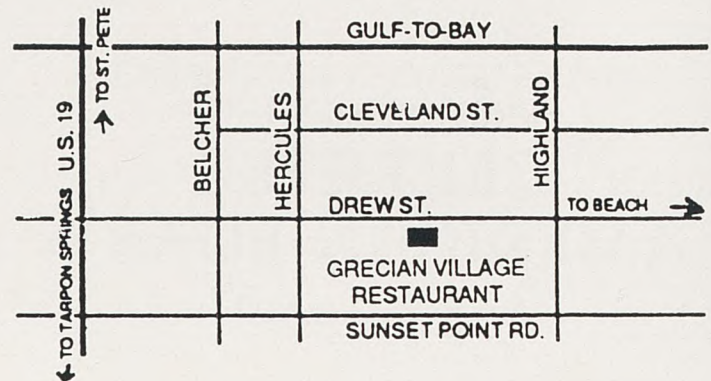 GULF-TO-BAY
TO ST. PETE
U.S. 19
TO TARPON SPRINGS
BELCHER
HERCULES
CLEVELAND ST.
HIGHLAND
DREW ST.
TO BEACH
GRECIAN VILLAGE
RESTAURANT
SUNSET POINT RD.